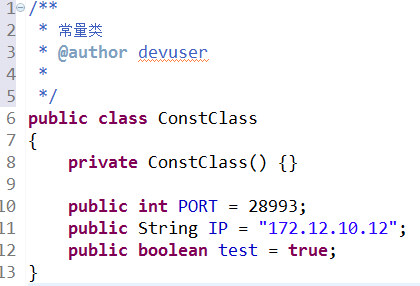 1 /**
2  * 常量类
3  * @author devuser
4  *
5  */
6 public class ConstClass
7 {
8     private ConstClass() {}
9
10     public int PORT = 28993;
11     public String IP = "172.12.10.12";
12     public boolean test = true;
13 }